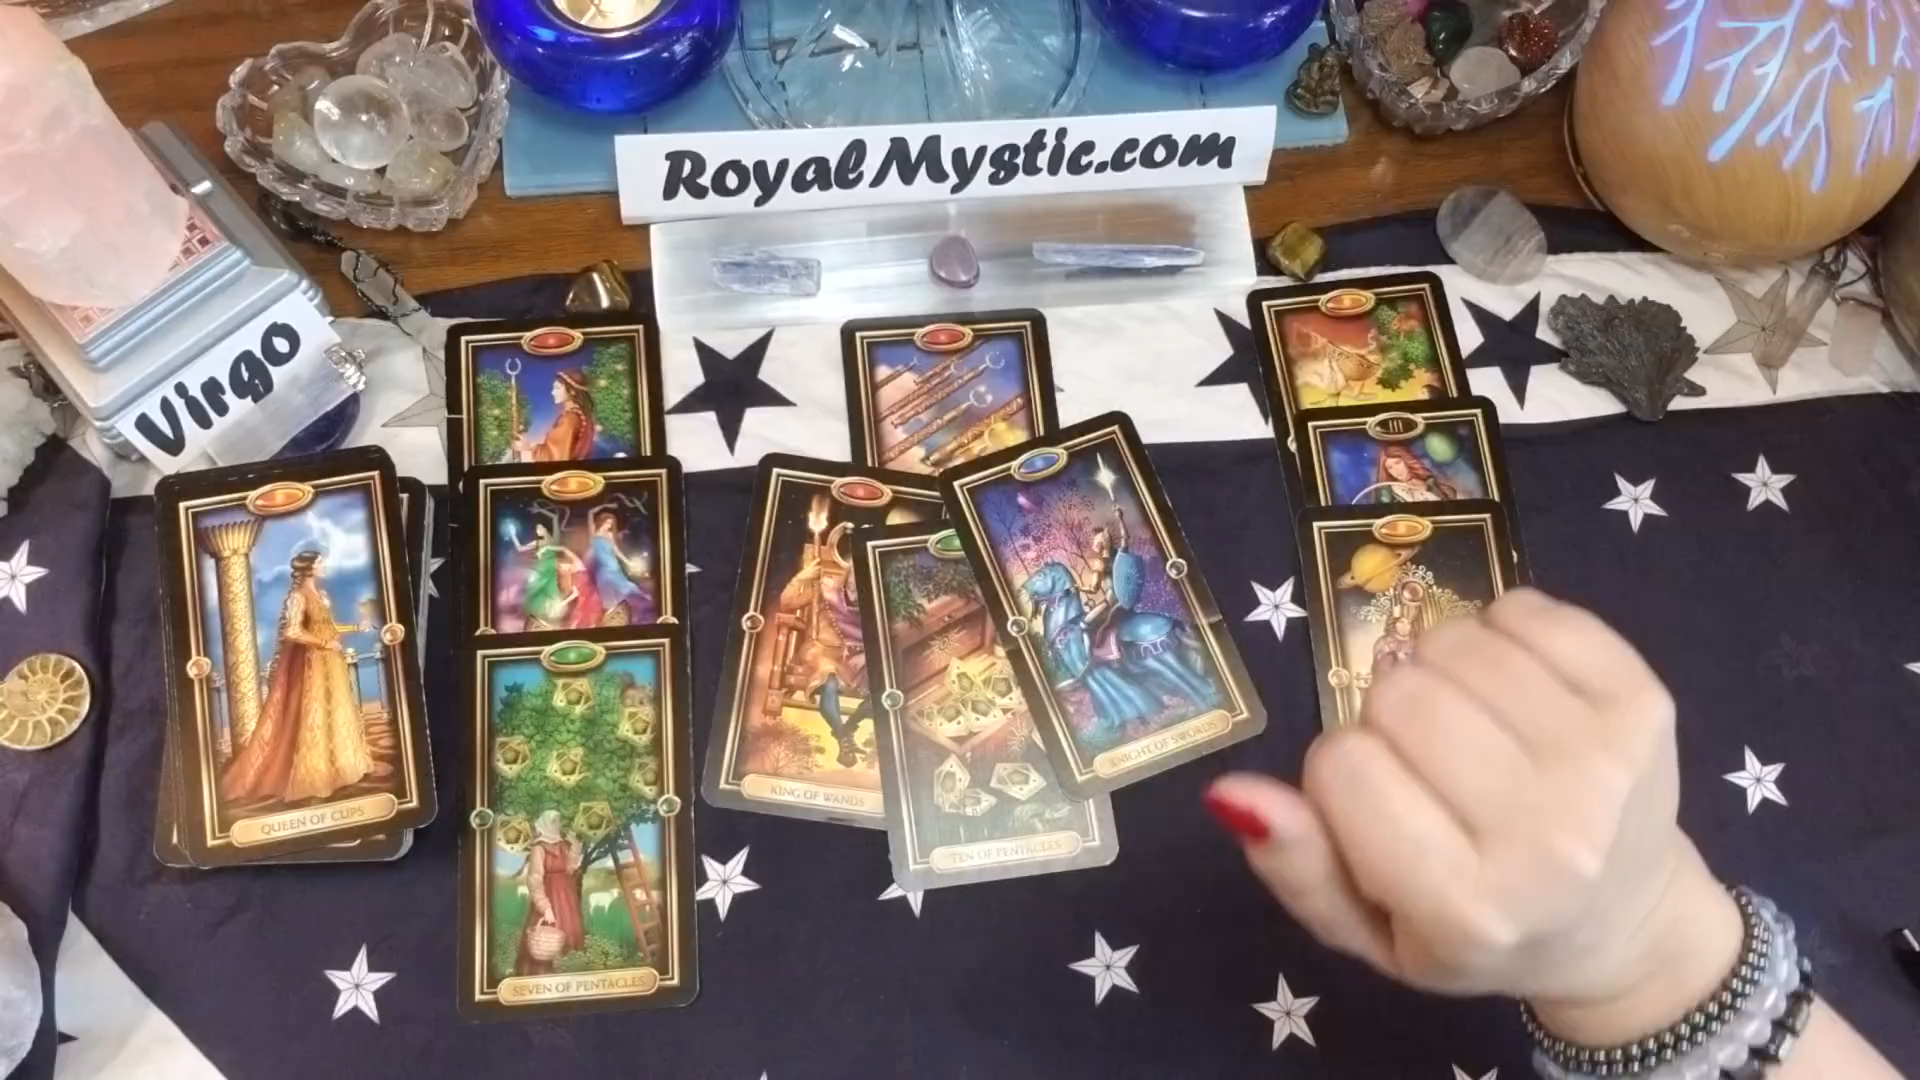 RoyalMystic.com
Virgo
III
QUEEN OF CUPS
KING OF WANDS
KNIGHT OF SWORDS
TEN OF PENTACLES
SEVEN OF PENTACLES